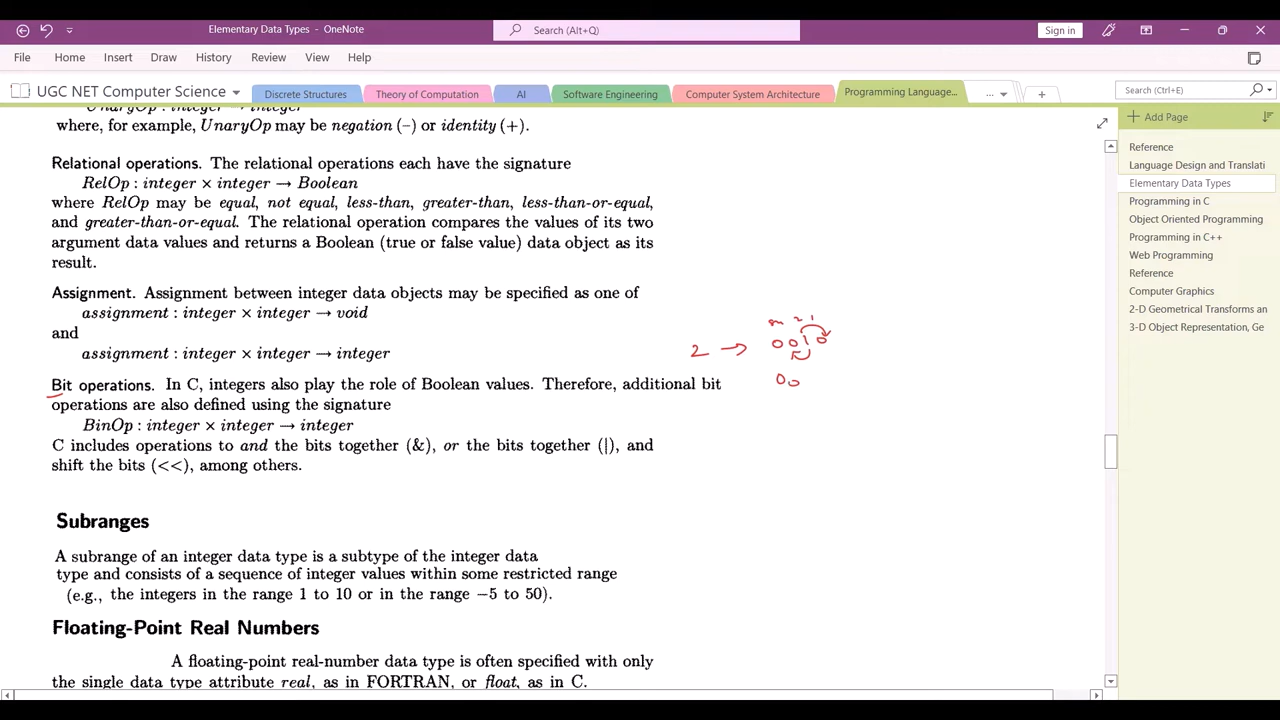 Elementary Data Types - OneNote
Search (Alt+Q)
Sign in
File Home Insert Draw History Review View Help
UGC NET Computer Science
Discrete Structures
Theory of Computation
AI
Software Engineering
Computer System Architecture
Programming Language...
...
Search (Ctrl+E)
Add Page
Reference
Language Design and Translati
Elementary Data Types
Programming in C
Object Oriented Programming
Programming in C++
Web Programming
Reference
Computer Graphics
2-D Geometrical Transforms an
3-D Object Representation, Ge
UnaryOp : integer → integer
where, for example, UnaryOp may be negation (–) or identity (+).
Relational operations. The relational operations each have the signature
RelOp : integer × integer → Boolean
where RelOp may be equal, not equal, less-than, greater-than, less-than-or-equal,
and greater-than-or-equal. The relational operation compares the values of its two
argument data values and returns a Boolean (true or false value) data object as its
result.
Assignment. Assignment between integer data objects may be specified as one of
assignment : integer × integer → void
and
assignment : integer × integer → integer
2 → 0010
00
Bit operations. In C, integers also play the role of Boolean values. Therefore, additional bit
operations are also defined using the signature
BinOp : integer × integer → integer
C includes operations to and the bits together (&), or the bits together (|), and
shift the bits (<<), among others.
Subranges
A subrange of an integer data type is a subtype of the integer data
type and consists of a sequence of integer values within some restricted range
(e.g., the integers in the range 1 to 10 or in the range −5 to 50).
Floating-Point Real Numbers
A floating-point real-number data type is often specified with only
the single data type attribute real, as in FORTRAN, or float, as in C.